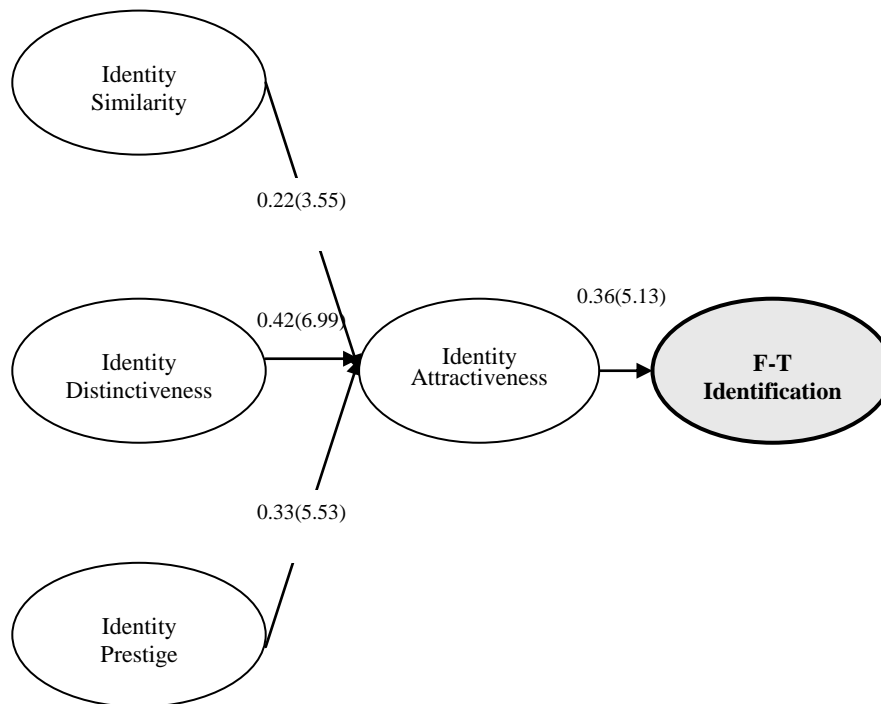 Identity
Similarity
0.22(3.55)
0.42(6.99)
Identity
Distinctiveness
Identity
Attractiveness
0.36(5.13)
F-T
Identification
0.33(5.53)
Identity
Prestige